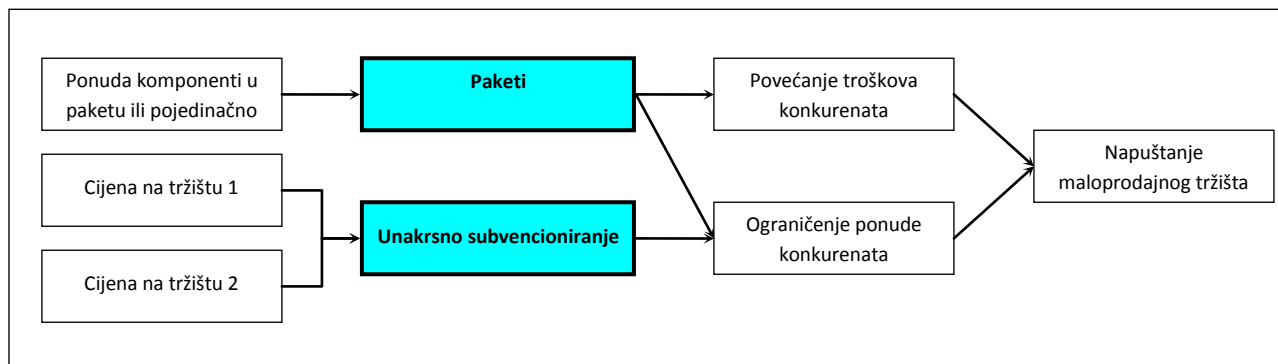 Ponuda komponenti u
paketu ili pojedinačno
Paketi
Povećanje troškova
konkurenata
Cijena na tržištu 1
Napuštanje
maloprodajnog tržišta
Unakrsno subvencioniranje
Ograničenje ponude
konkurenata
Cijena na tržištu 2